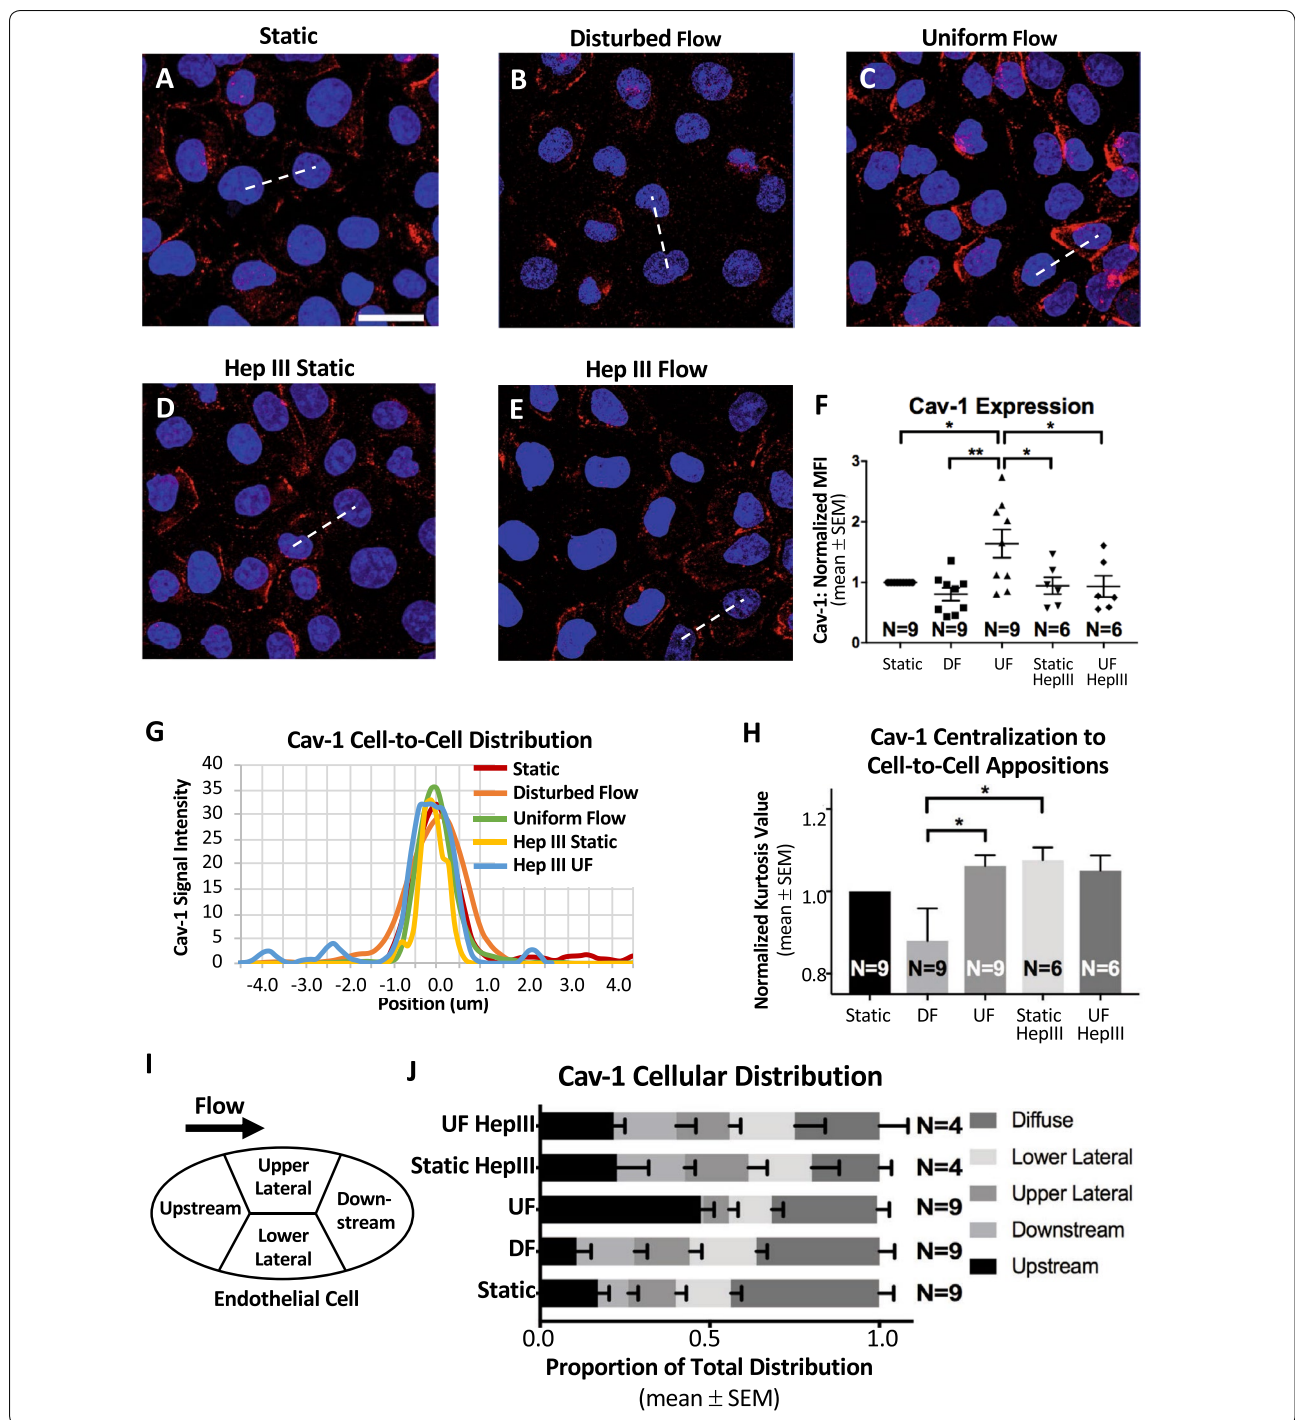 Static
Disturbed Flow
Uniform Flow
A
B
C
Hep III Static
Hep III Flow
D
E
F
Cav-1 Expression
*
*
**
*
Cav-1: Normalized MFI
(mean ± SEM)
3
2
1
0
N=9
N=9
N=9
N=6
N=6
Static
DF
UF
Static
HepIII
UF
HepIII
G
Cav-1 Cell-to-Cell Distribution
Cav-1 Signal Intensity
40
35
30
25
20
15
10
5
0
Static
Disturbed Flow
Uniform Flow
Hep III Static
Hep III UF
-4.0 -3.0 -2.0 -1.0 0.0 1.0 2.0 3.0 4.0
Position (um)
H
Cav-1 Centralization to
Cell-to-Cell Appositions
Normalized Kurtosis Value
(mean ± SEM)
1.2
1.0
0.8
*
*
N=9
N=9
N=9
N=6
N=6
Static
DF
UF
Static
HepIII
UF
HepIII
I
Flow
Upstream
Upper
Lateral
Lower
Lateral
Down-
stream
Endothelial Cell
J
Cav-1 Cellular Distribution
UF HepIII
N=4
Static HepIII
N=4
UF
N=9
DF
N=9
Static
N=9
Diffuse
Lower Lateral
Upper Lateral
Downstream
Upstream
0.0 0.5 1.0
Proportion of Total Distribution
(mean ± SEM)